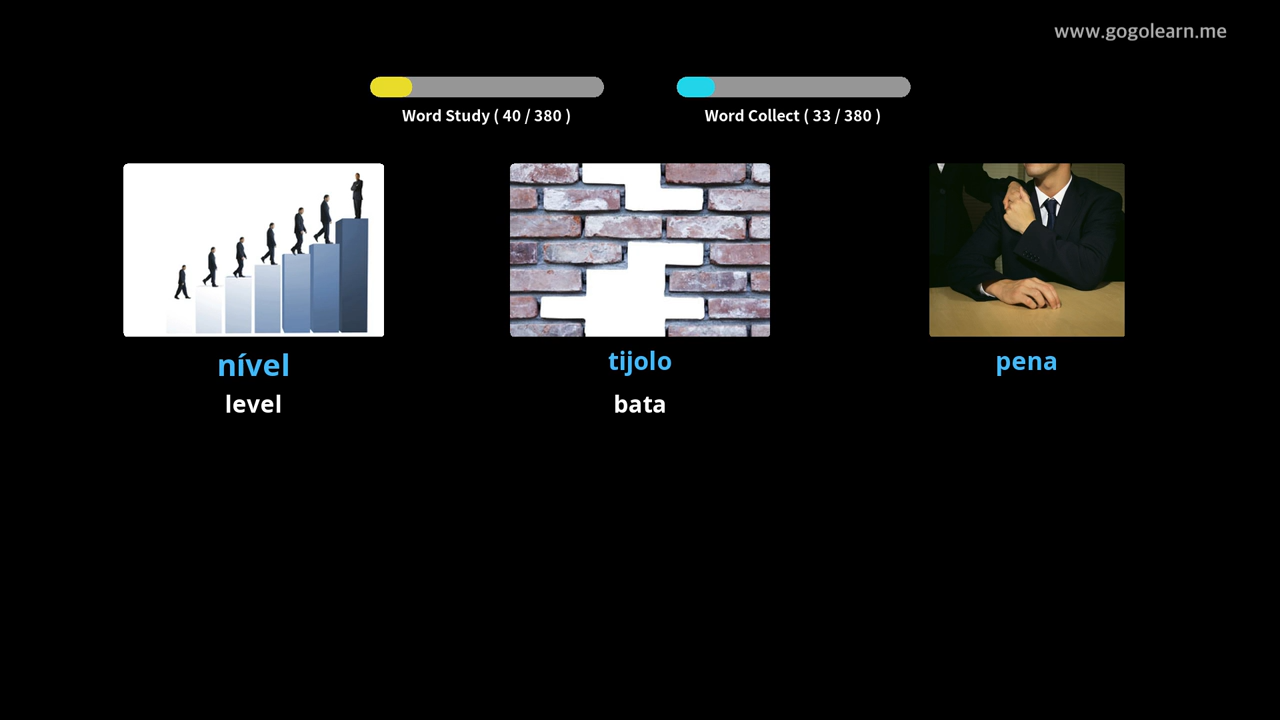 www.gogolearn.me
Word Study ( 40 / 380 )
Word Collect ( 33 / 380 )
nível
tijolo
pena
level
bata